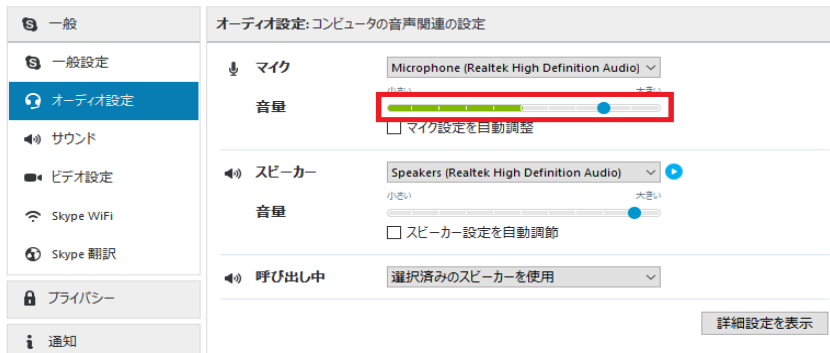 一般
一般設定
オーディオ設定
サウンド
ビデオ設定
Skype WiFi
Skype 翻訳
プライバシー
通知
オーディオ設定: コンピュータの音声関連の設定
マイク
Microphone (Realtek High Definition Audio)
小さい 大きい
音量
マイク設定を自動調整
スピーカー
Speakers (Realtek High Definition Audio)
小さい 大きい
音量
スピーカー設定を自動調節
呼び出し中
選択済みのスピーカーを使用
詳細設定を表示